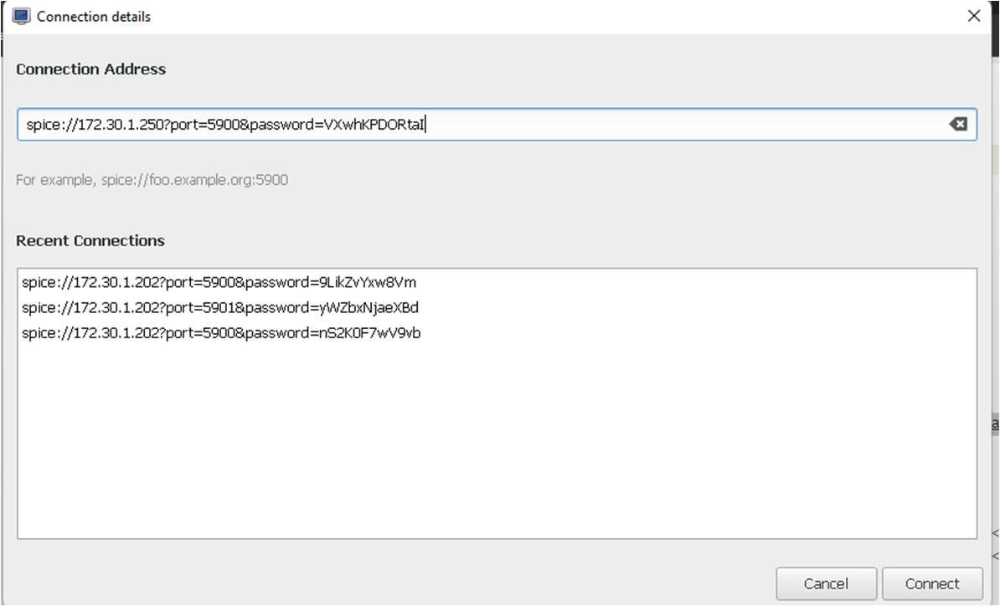 Connection details
Connection Address
spice://172.30.1.250?port=5900&password=VXwhKPDORtaI
For example, spice://foo.example.org:5900
Recent Connections
spice://172.30.1.202?port=5900&password=9LikZvYxw8Vm
spice://172.30.1.202?port=5901&password=yWZbxNjaeXBd
spice://172.30.1.202?port=5900&password=nS2K0F7wV9vb
a
<
<
Cancel Connect